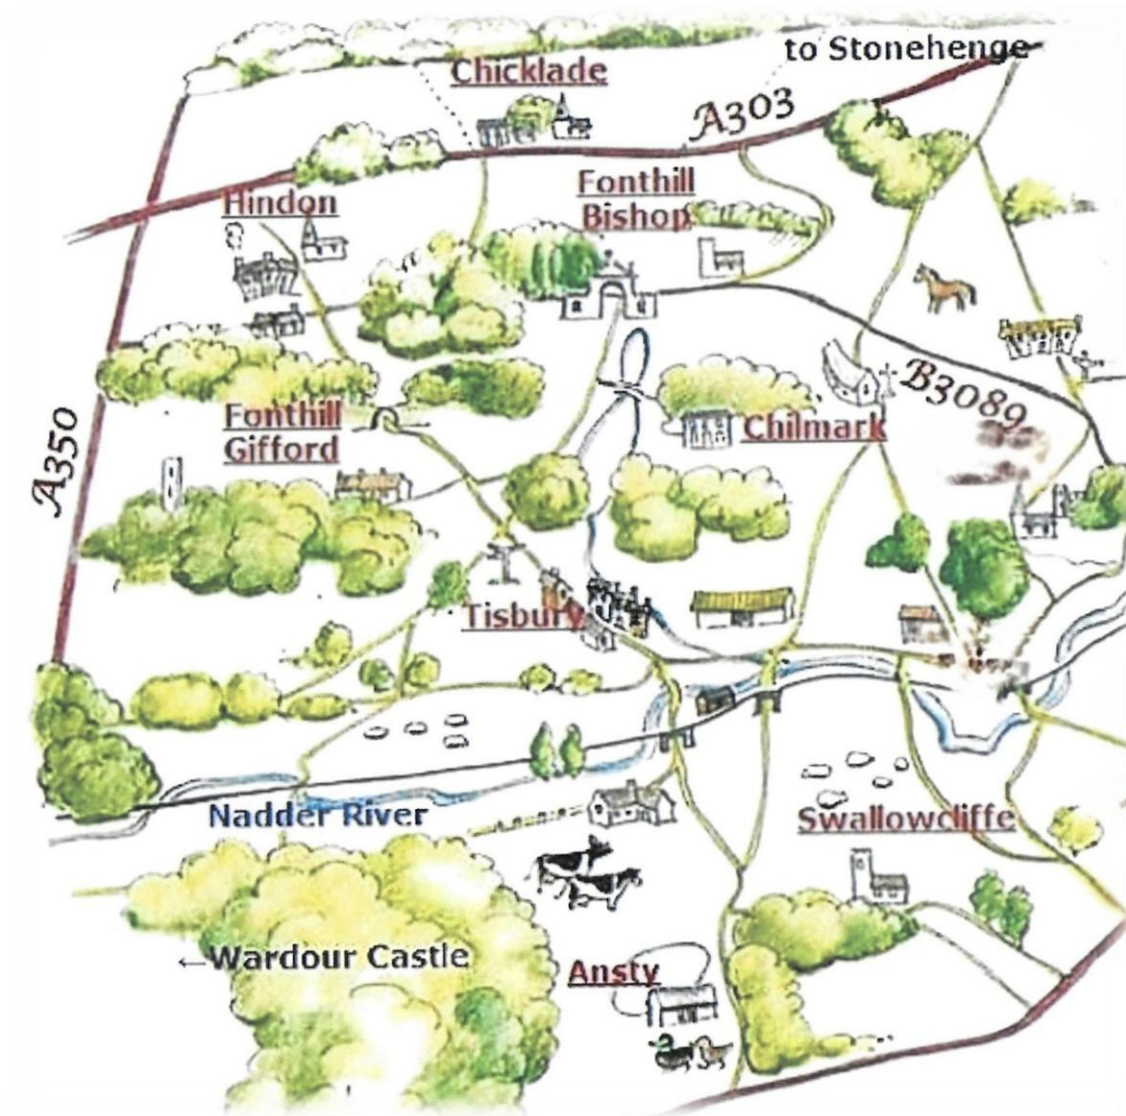 to Stonehenge
Chicklade
A303
Hindon
Fonthill
Bishop
B3089
A350
Fonthill
Gifford
Chilmark
Tisbury
Nadder River
Swallowcliffe
←Wardour Castle
Ansty